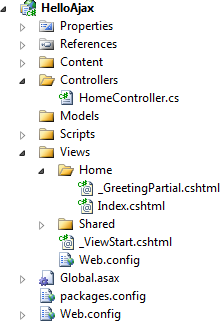 HelloAjax
Properties
References
Content
Controllers
HomeController.cs
Models
Scripts
Views
Home
_GreetingPartial.cshtml
Index.cshtml
Shared
_ViewStart.cshtml
Web.config
Global.asax
packages.config
Web.config